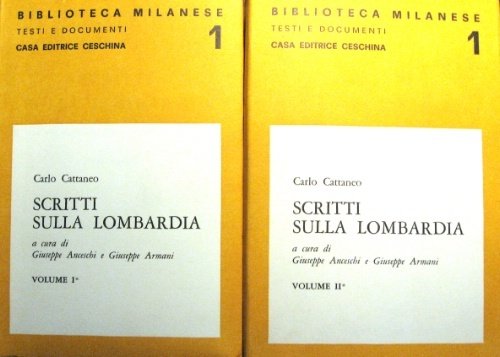 BIBLIOTECA MILANESE
TESTI E DOCUMENTI
CASA EDITRICE CESCHINA
1
Carlo Cattaneo
SCRITTI
SULLA LOMBARDIA
a cura di
Giuseppe Anceschi e Giuseppe Armani
VOLUME I°
BIBLIOTECA MILANESE
TESTI E DOCUMENTI
CASA EDITRICE CESCHINA
1
Carlo Cattaneo
SCRITTI
SULLA LOMBARDIA
a cura di
Giuseppe Anceschi e Giuseppe Armani
VOLUME II°